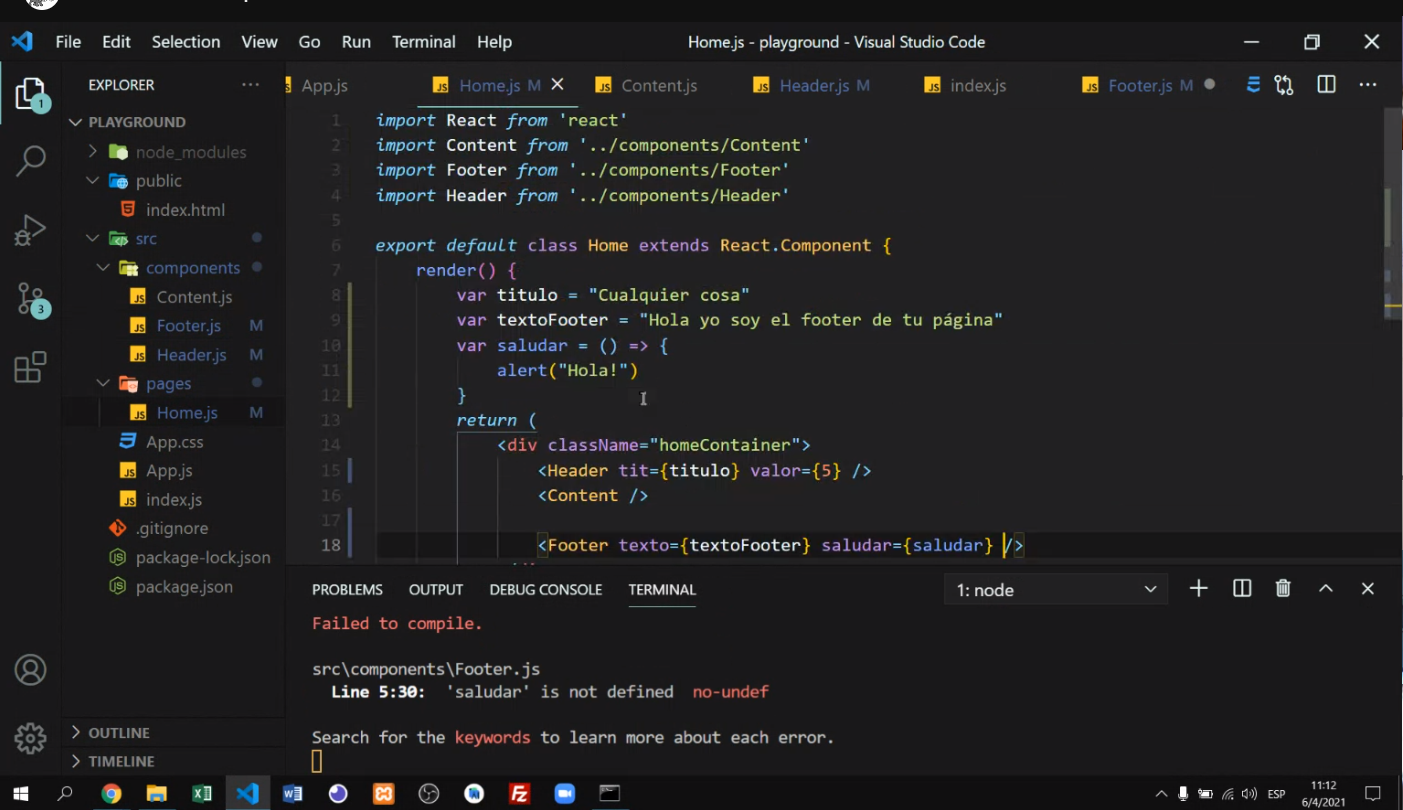 File Edit Selection View Go Run Terminal Help Home.js - playground - Visual Studio Code
EXPLORER ...
App.js Home.js M Content.js Header.js M index.js Footer.js M
PLAYGROUND
node_modules
public
index.html
src
components
Content.js
Footer.js M
Header.js M
pages
Home.js M
App.css
App.js
index.js
.gitignore
package-lock.json
package.json
OUTLINE
TIMELINE
1
3
1 import React from 'react'
2 import Content from '../components/Content'
3 import Footer from '../components/Footer'
4 import Header from '../components/Header'
5
6 export default class Home extends React.Component {
7 render() {
8 var titulo = "Cualquier cosa"
9 var textoFooter = "Hola yo soy el footer de tu página"
10 var saludar = () => {
11 alert("Hola!")
12 }
13 return (
14 <div className="homeContainer">
15 <Header tit={titulo} valor={5} />
16 <Content />
17
18 <Footer texto={textoFooter} saludar={saludar} />
PROBLEMS OUTPUT DEBUG CONSOLE TERMINAL 1: node
Failed to compile.
src\components\Footer.js
Line 5:30: 'saludar' is not defined no-undef
Search for the keywords to learn more about each error.
ESP 11:12
6/4/2021